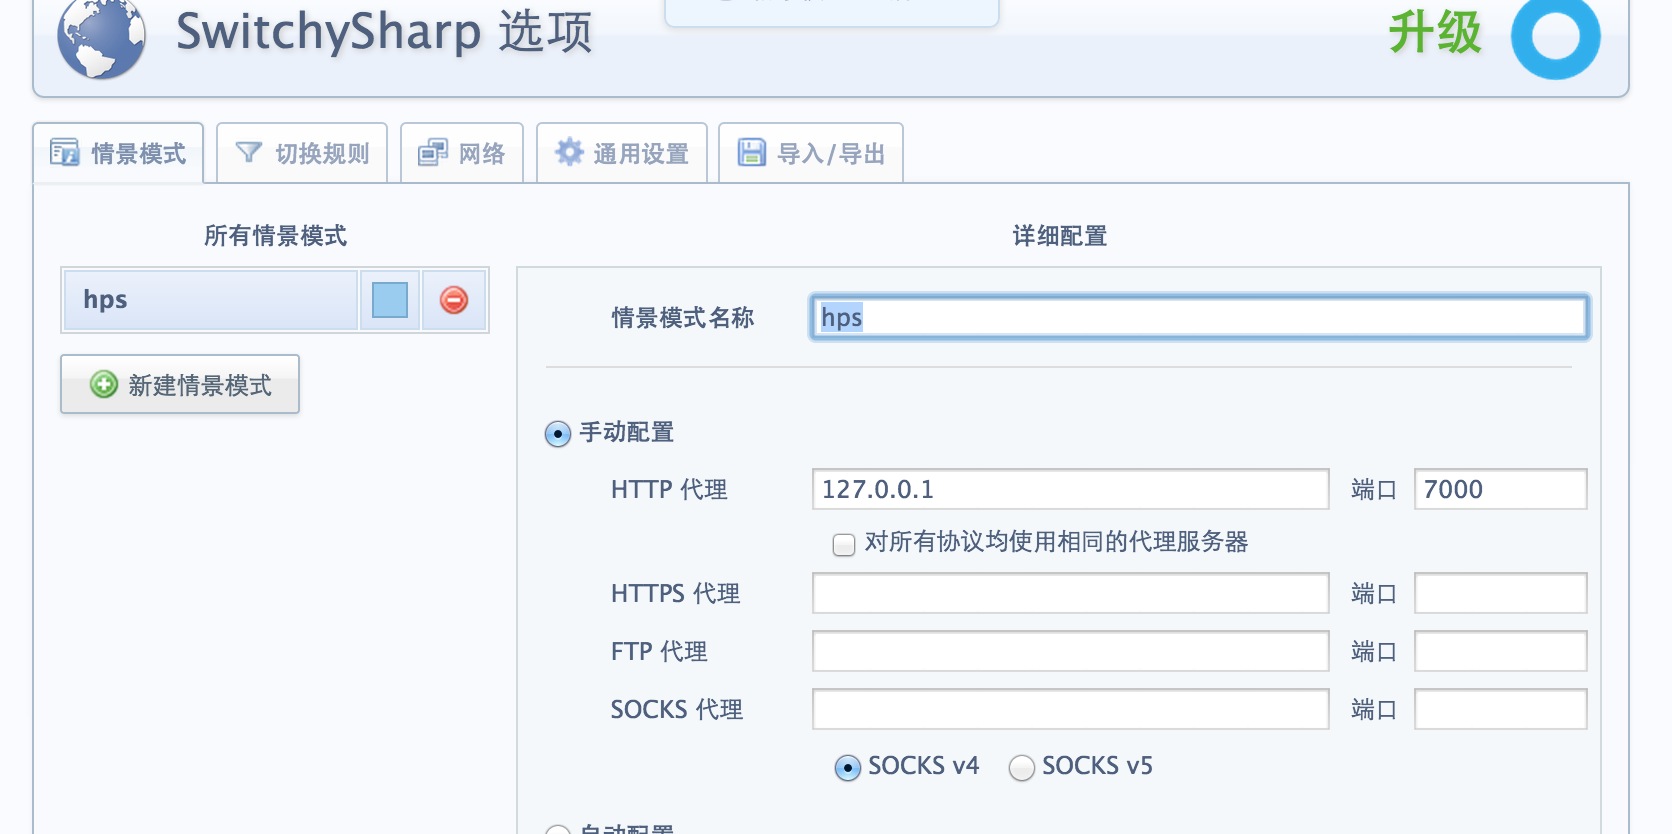 SwitchySharp 选项
升级
情景模式 切换规则 网络 通用设置 导入/导出
所有情景模式
hps
新建情景模式
详细配置
情景模式名称 hps
手动配置
HTTP 代理 127.0.0.1 端口 7000
对所有协议均使用相同的代理服务器
HTTPS 代理 端口
FTP 代理 端口
SOCKS 代理 端口
SOCKS v4 SOCKS v5
自动配置